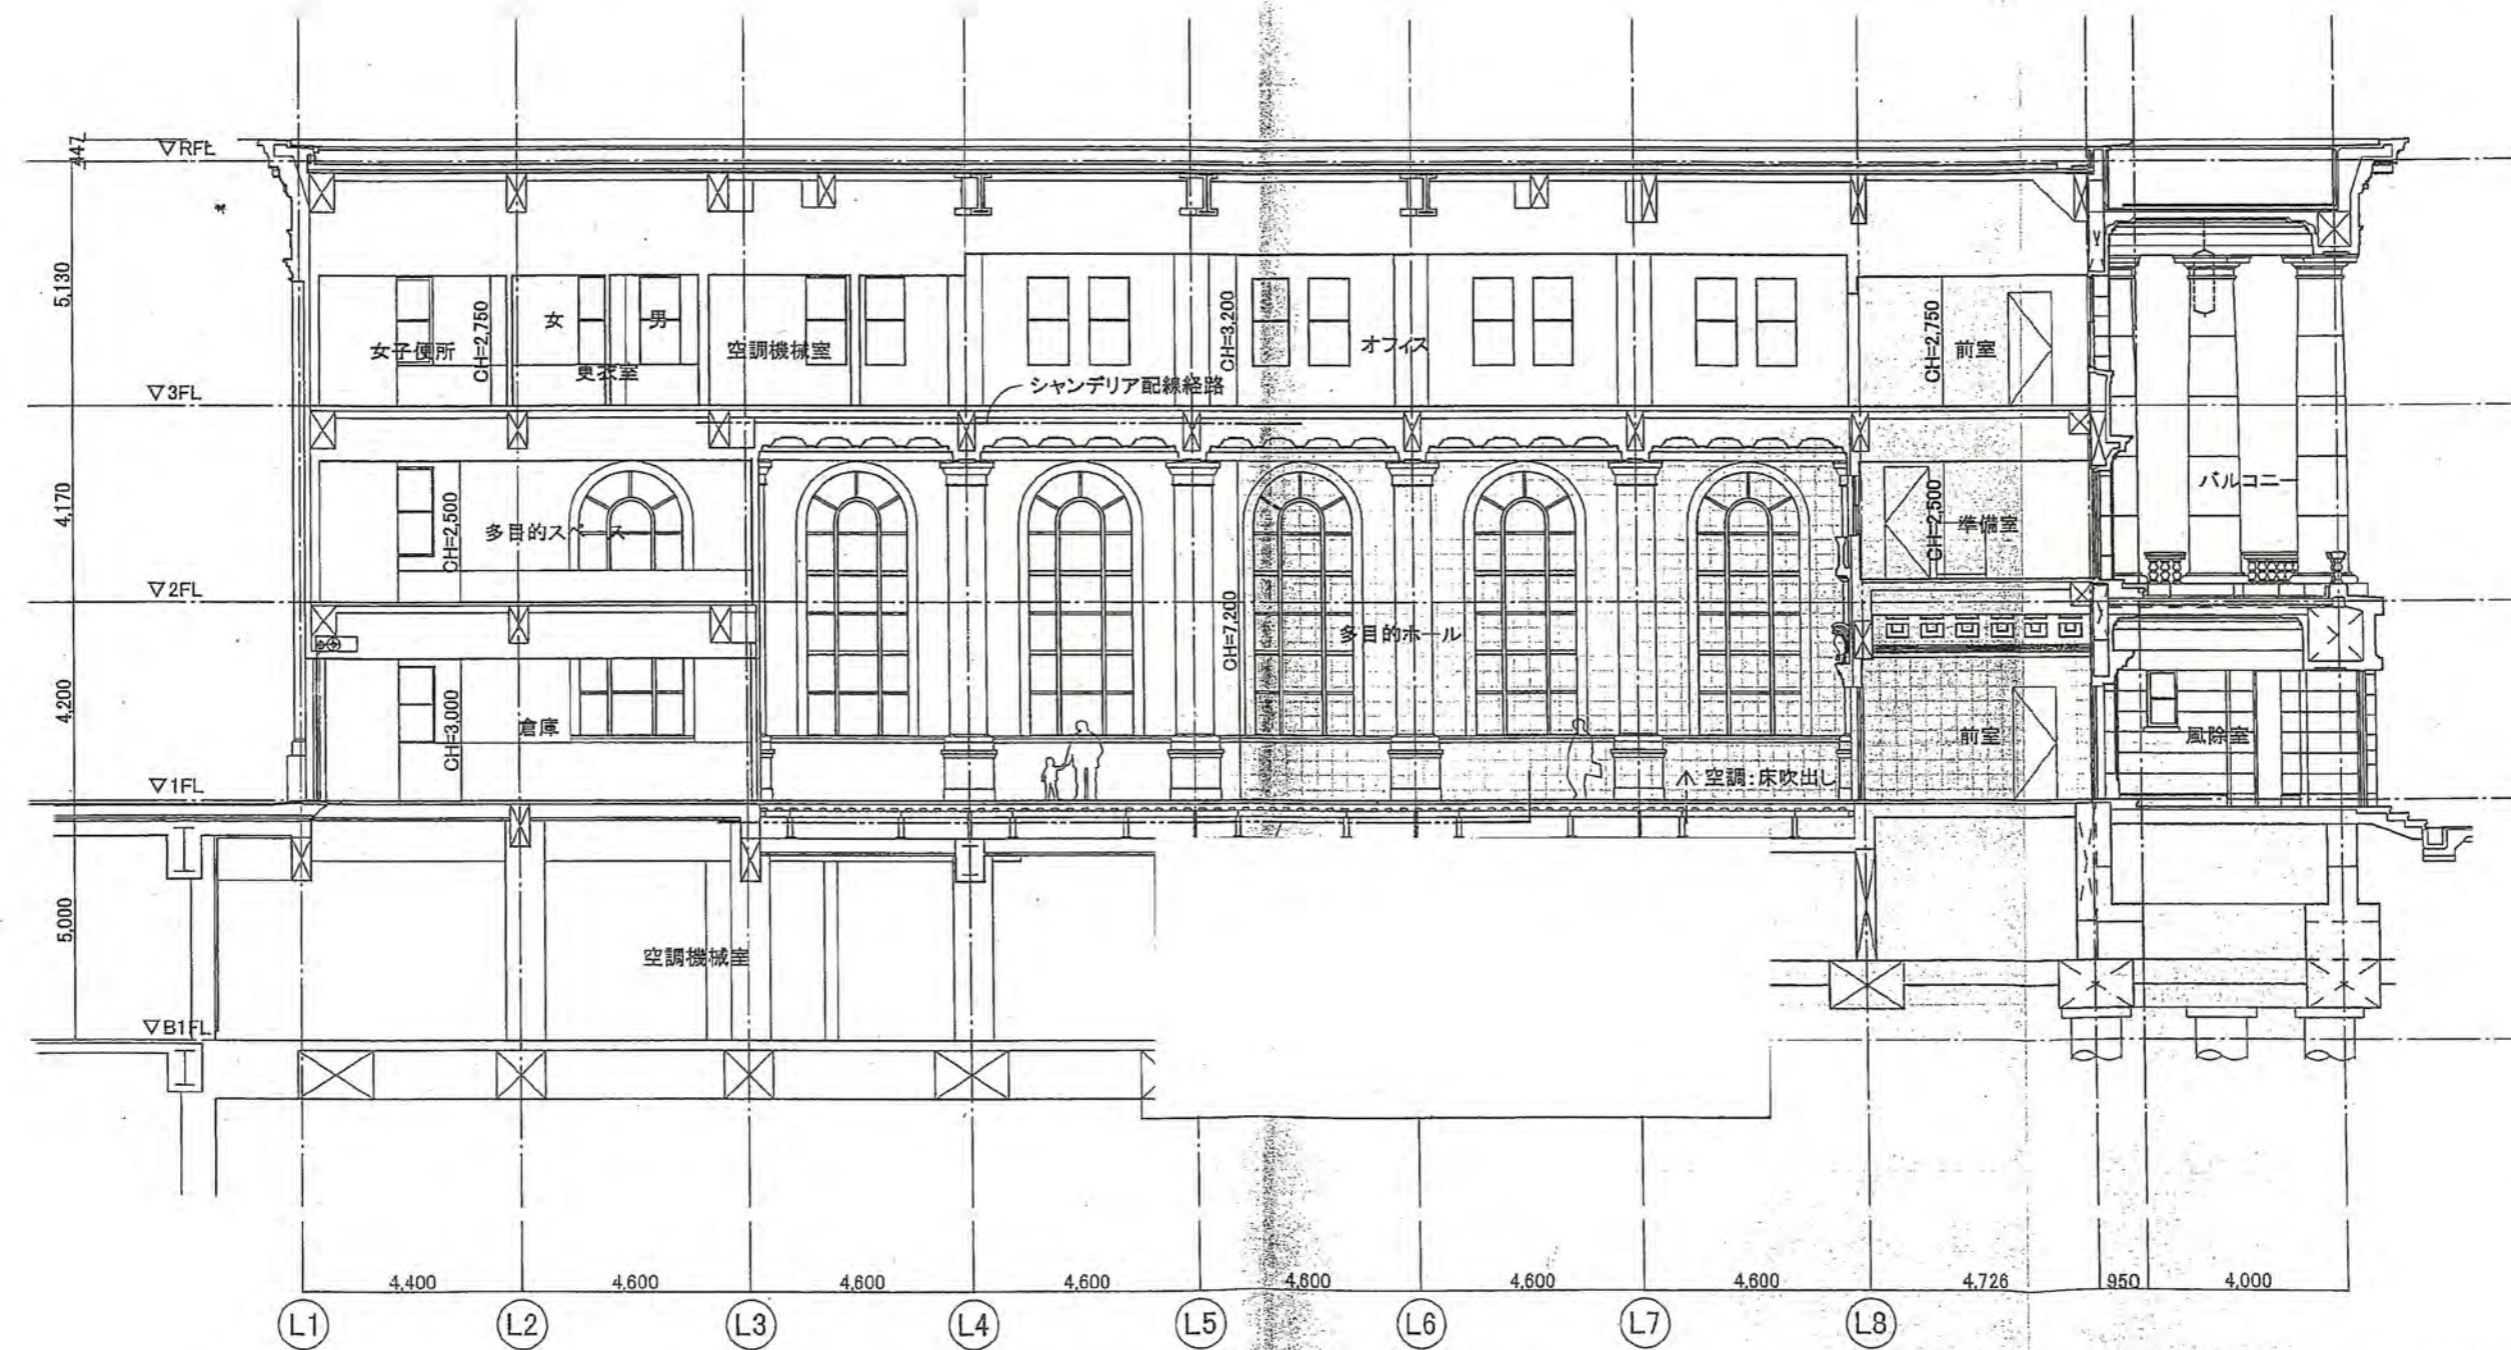 447
▽RFL
5,130
女子便所
CH=2,750
女
男
更衣室
空調機械室
CH=3,200
オフィス
CH=2,750
前室
▽3FL
シャンデリア配線経路
4,170
CH=2,500
多目的スペース
CH=2,500
準備室
バルコニー
▽2FL
4,200
CH=7,200
多目的ホール
CH=3,000
倉庫
前室
風除室
▽1FL
空調:床吹出し
5,000
空調機械室
▽B1FL
4,400
4,600
4,600
4,600
4,600
4,600
4,600
4,726
950
4,000
L1
L2
L3
L4
L5
L6
L7
L8